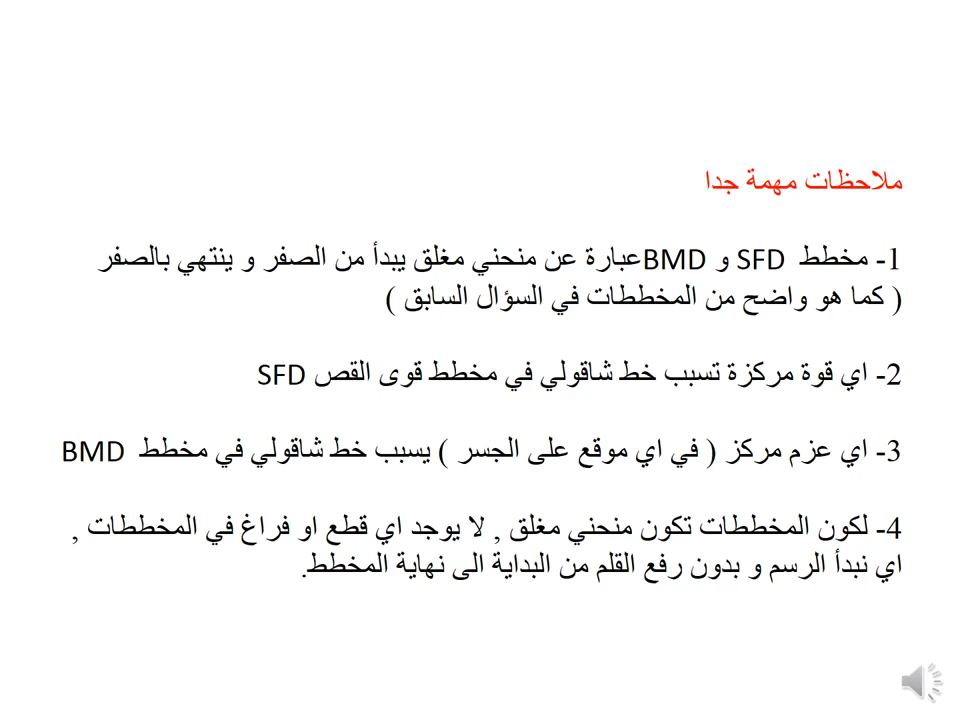 ملاحظات مهمة جدا
1- مخطط SFD و BMDعبارة عن منحني مغلق يبدأ من الصفر و ينتهي بالصفر
( كما هو واضح من المخططات في السؤال السابق )
2- اي قوة مركزة تسبب خط شاقولي في مخطط قوى القص SFD
3- اي عزم مركز ( في اي موقع على الجسر ) يسبب خط شاقولي في مخطط BMD
4- لكون المخططات تكون منحني مغلق , لا يوجد اي قطع او فراغ في المخططات ,
اي نبدأ الرسم و بدون رفع القلم من البداية الى نهاية المخطط.